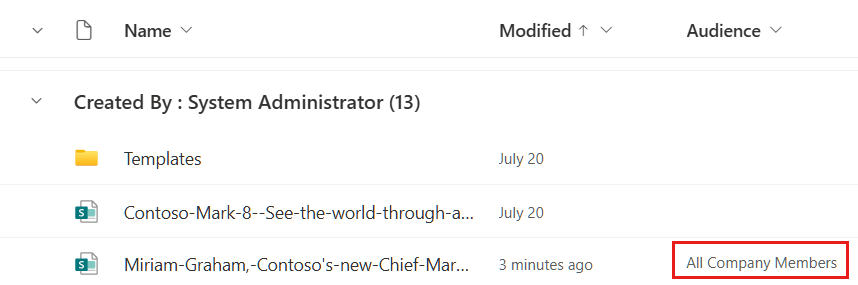 Name Modified ↑ Audience
Created By : System Administrator (13)
Templates July 20
Contoso-Mark-8--See-the-world-through-a... July 20
Miriam-Graham,-Contoso's-new-Chief-Mar... 3 minutes ago All Company Members